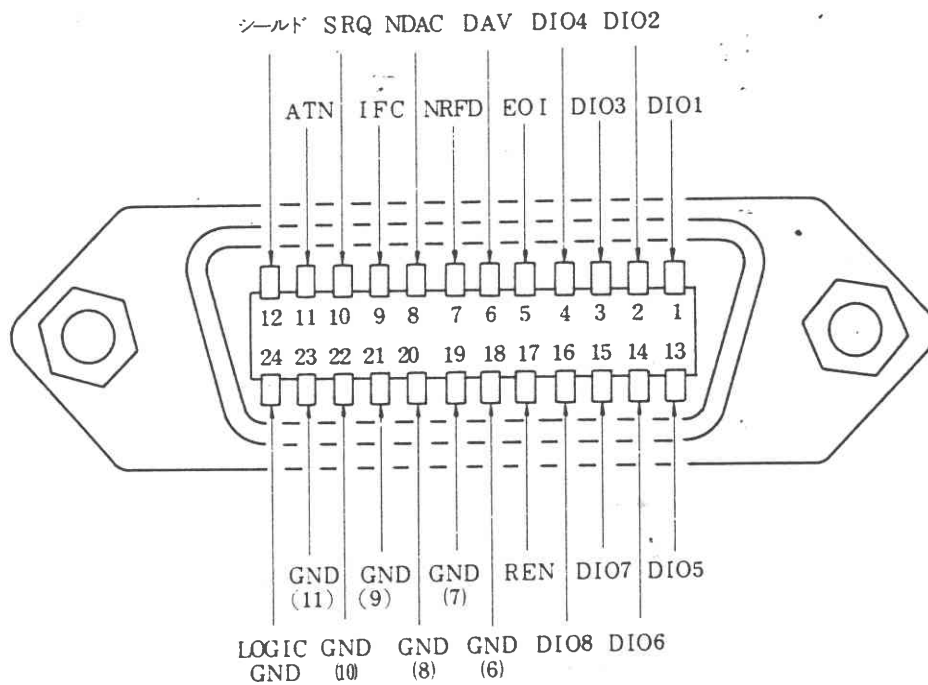 シールド SRQ NDAC DAV DIO4 DIO2
ATN IFC NRFD EOI DIO3 DIO1
12 11 10 9 8 7 6 5 4 3 2 1
24 23 22 21 20 19 18 17 16 15 14 13
GND GND GND REN DIO7 DIO5
(11) (9) (7)
LOGIC GND GND GND DIO8 DIO6
GND (10) (8) (6)